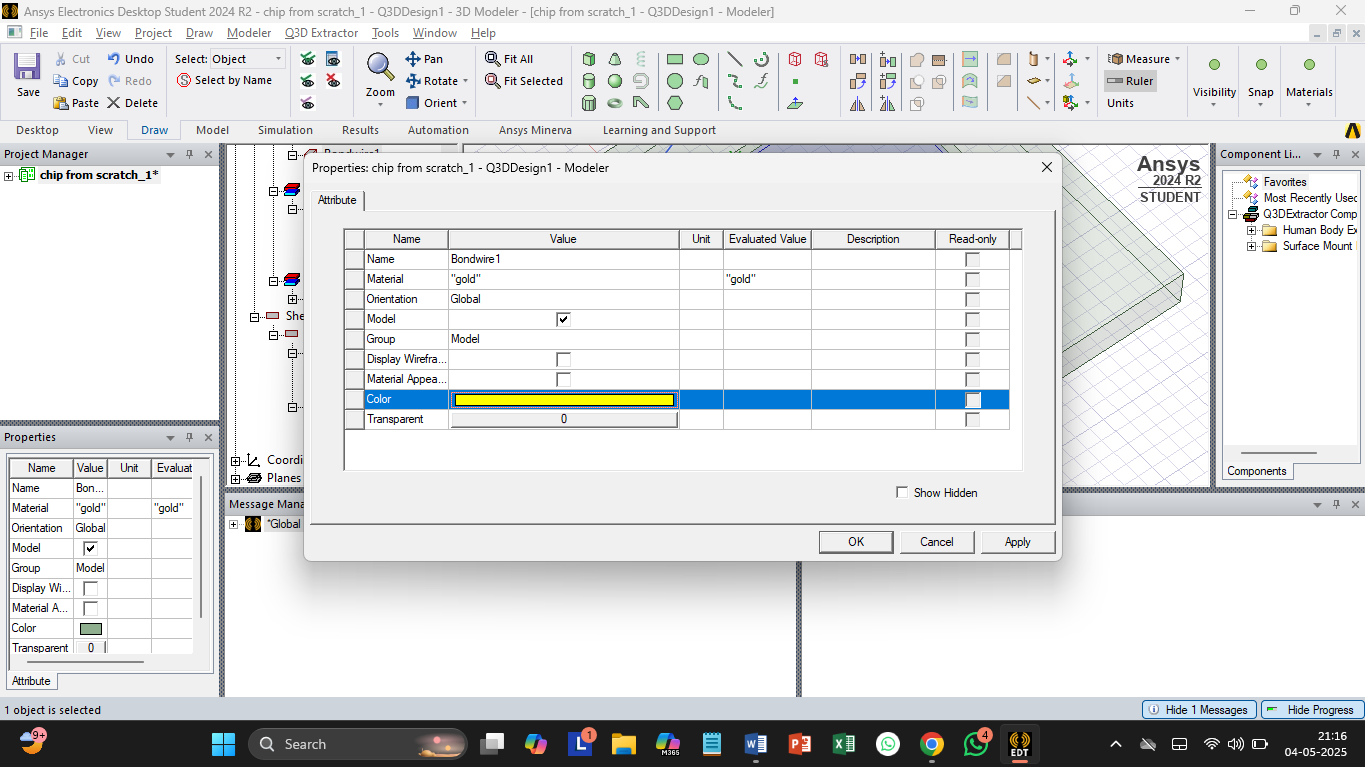 Ansys Electronics Desktop Student 2024 R2 - chip from scratch_1 - Q3DDesign1 - 3D Modeler - [chip from scratch_1 - Q3DDesign1 - Modeler]
File Edit View Project Draw Modeler Q3D Extractor Tools Window Help
Save
Cut
Copy
Paste
Undo
Redo
Delete
Select: Object
Select by Name
Zoom
Pan
Rotate
Orient
Fit All
Fit Selected
Measure
Ruler
Units
Visibility
Snap
Materials
Desktop View Draw Model Simulation Results Automation Ansys Minerva Learning and Support
Project Manager
chip from scratch_1*
Bondwire1
She
Coordi
Planes
Ansys
2024 R2
STUDENT
Component Li...
Favorites
Most Recently Used
Q3DExtractor Comp
Human Body Ex
Surface Mount
Components
Properties: chip from scratch_1 - Q3DDesign1 - Modeler
Attribute
Name Value Unit Evaluated Value Description Read-only
Name Bondwire1
Material "gold" "gold"
Orientation Global
Model
Group Model
Display Wirefra...
Material Appea...
Color
Transparent 0
Show Hidden
OK Cancel Apply
Properties
Name Value Unit Evaluat
Name Bon...
Material "gold" "gold"
Orientation Global
Model
Group Model
Display Wi...
Material A...
Color
Transparent 0
Attribute
Message Mana
"Global
1 object is selected
Hide 1 Messages Hide Progress
9+
Search
M365
1
4
EDT
21:16
04-05-2025